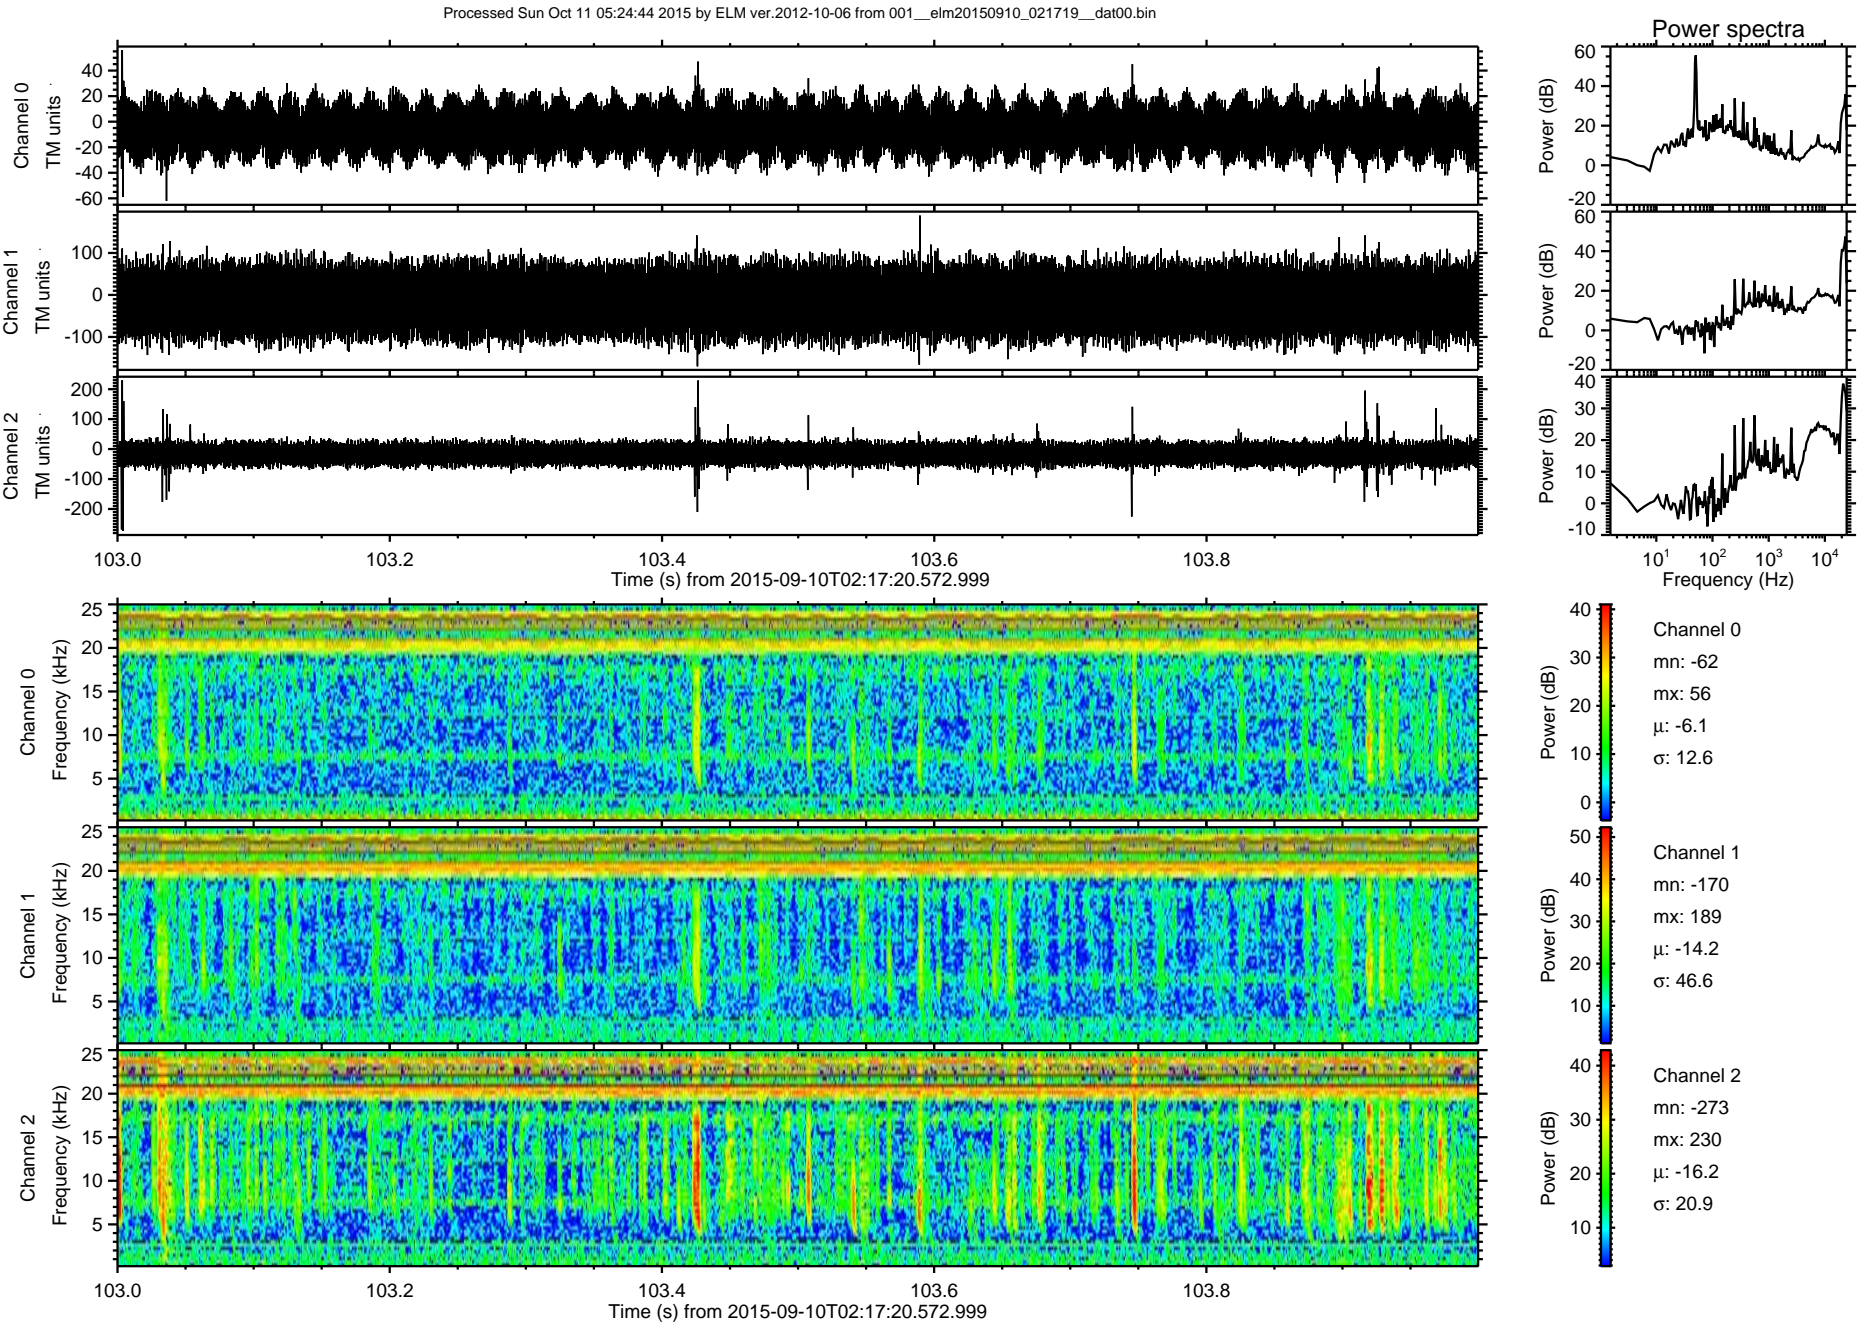 Processed Sun Oct 11 05:24:44 2015 by ELM ver.2012-10-06 from 001__elm20150910_021719__dat00.bin
Power spectra
Channel 0
TM units
40
20
0
-20
-40
-60
Power (dB)
60
40
20
0
-20
Channel 1
TM units
100
0
-100
Power (dB)
60
40
20
0
-20
Channel 2
TM units
200
100
0
-100
-200
Power (dB)
40
30
20
10
0
-10
103.0 103.2 103.4 103.6 103.8
Time (s) from 2015-09-10T02:17:20.572.999
10^1 10^2 10^3 10^4
Frequency (Hz)
Channel 0
Frequency (kHz)
25
20
15
10
5
Power (dB)
40
30
20
10
0
Channel 0
mn: -62
mx: 56
μ: -6.1
σ: 12.6
Channel 1
Frequency (kHz)
25
20
15
10
5
Power (dB)
50
40
30
20
10
Channel 1
mn: -170
mx: 189
μ: -14.2
σ: 46.6
Channel 2
Frequency (kHz)
25
20
15
10
5
Power (dB)
40
30
20
10
Channel 2
mn: -273
mx: 230
μ: -16.2
σ: 20.9
103.0 103.2 103.4 103.6 103.8
Time (s) from 2015-09-10T02:17:20.572.999